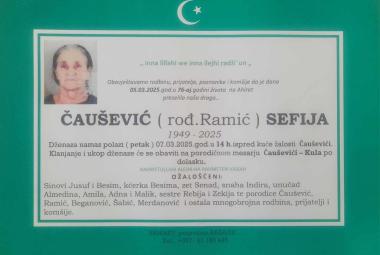 „ inna lillahi we inna ilejhi radži'un „
Obavještavamo rodbinu, prijatelje, poznanike i komšije da je dana
05.03.2025 god u 76-oj godini života na Ahiret
preselila naša draga..
ČAUŠEVIĆ ( rođ.Ramić ) SEFIJA
1949 - 2025
Dženaza namaz polazi ( petak ) 07.03.2025.god u 14 h ispred kuće žalosti Čauševići.
Klanjanje i ukop dženaze će se obaviti na porodičnom mezarju Čauševići – Kula po
dolasku.
RAHMETULLAHI ALEJHA
OŽALOŠĆENI:
Sinovi Jusuf i Besim, kćerka Besima, zet Senad, snaha Indira, unučad
Almedina, Amila, Adna i Malik, sestre Rebija i Zekija te porodice Čaušević,
Ramić, Beganović, Šabić, Merdanović i ostala mnogobrojna rodbina, prijatelji i
komšije.